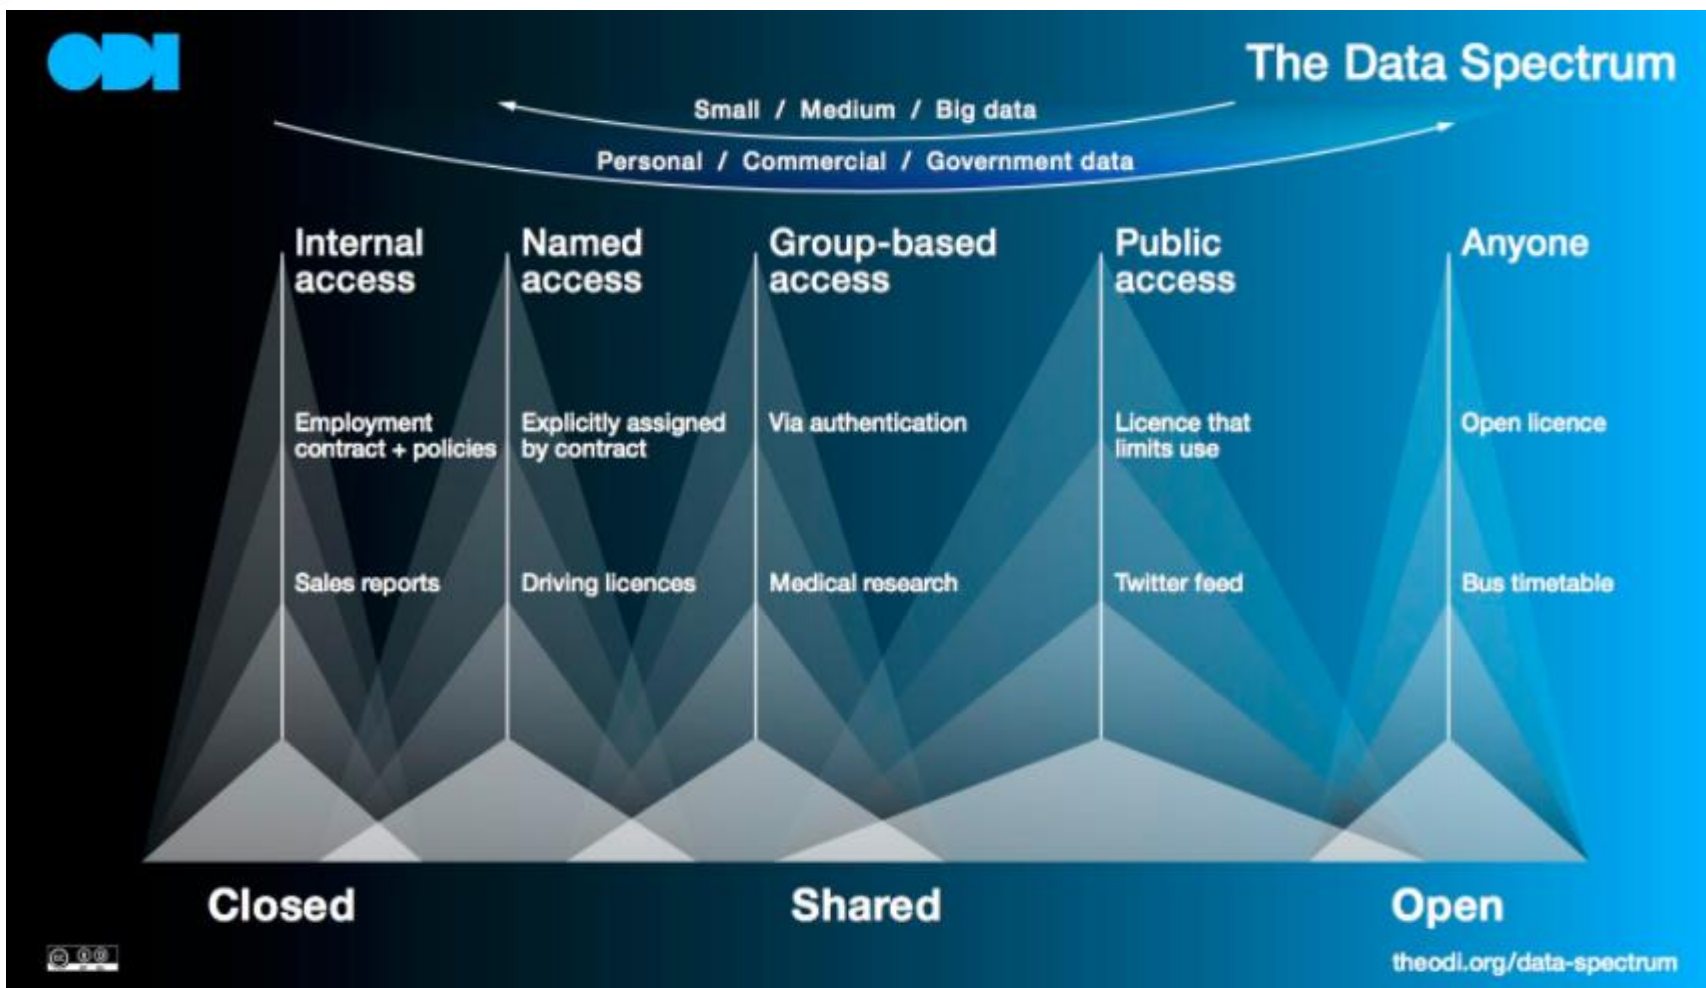 ODI
The Data Spectrum
Small / Medium / Big data
Personal / Commercial / Government data
Internal
access
Named
access
Group-based
access
Public
access
Anyone
Employment
contract + policies
Explicitly assigned
by contract
Via authentication
Licence that
limits use
Open licence
Sales reports
Driving licences
Medical research
Twitter feed
Bus timetable
Closed
Shared
Open
cc
theodi.org/data-spectrum